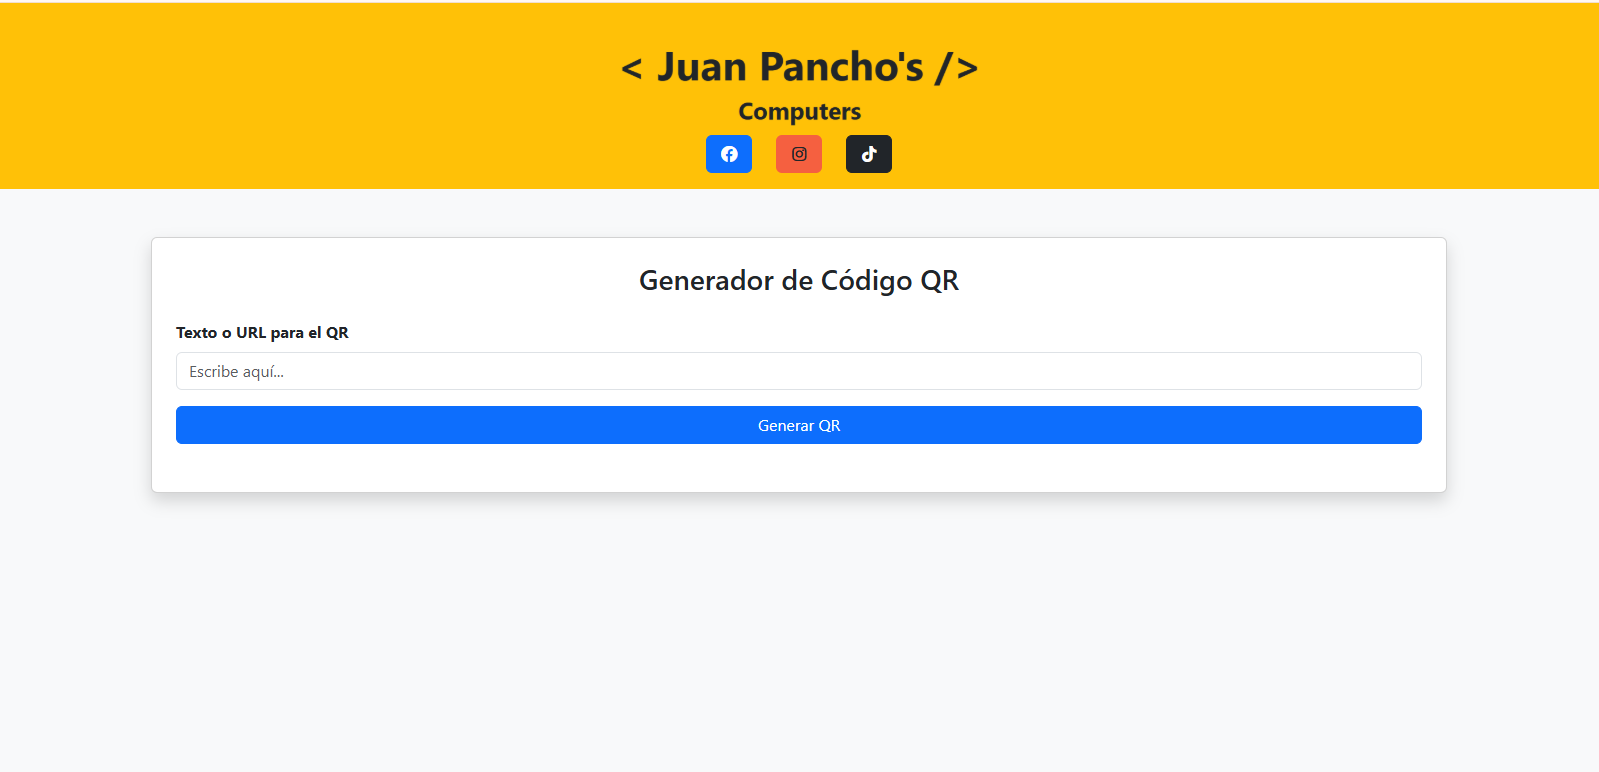 < Juan Pancho's />
Computers
Generador de Código QR
Texto o URL para el QR
Escribe aquí...
Generar QR